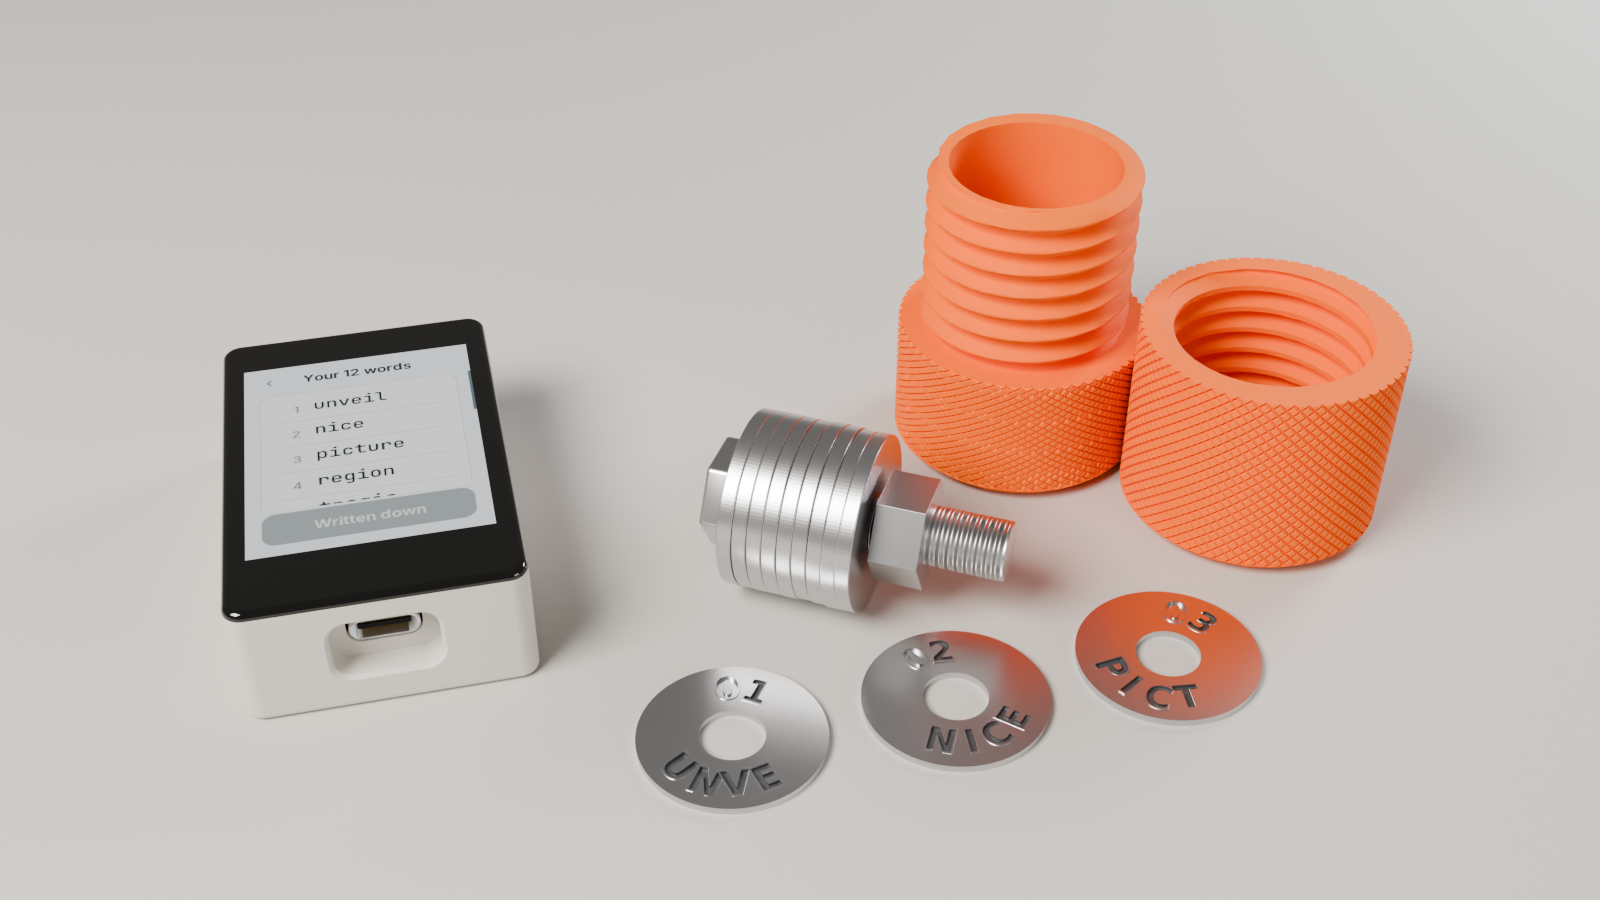 < Your 12 words
1 unveil
2 nice
3 picture
4 region
Written down
01
UNVE
02
NICE
03
PICT